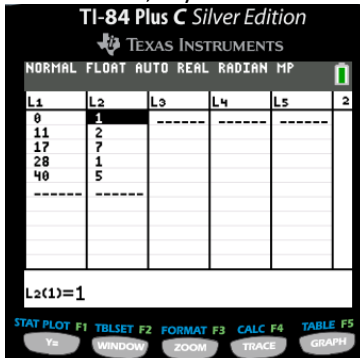 TI-84 Plus C Silver Edition
TEXAS INSTRUMENTS
NORMAL FLOAT AUTO REAL RADIAN MP
L1 L2 L3 L4 L5 2
0 1 ------ ------ ------
11 2
17 7
28 1
40 5
------ ------
L2(1)=1
STAT PLOT F1 TBLSET F2 FORMAT F3 CALC F4 TABLE F5
Y= WINDOW ZOOM TRACE GRAPH